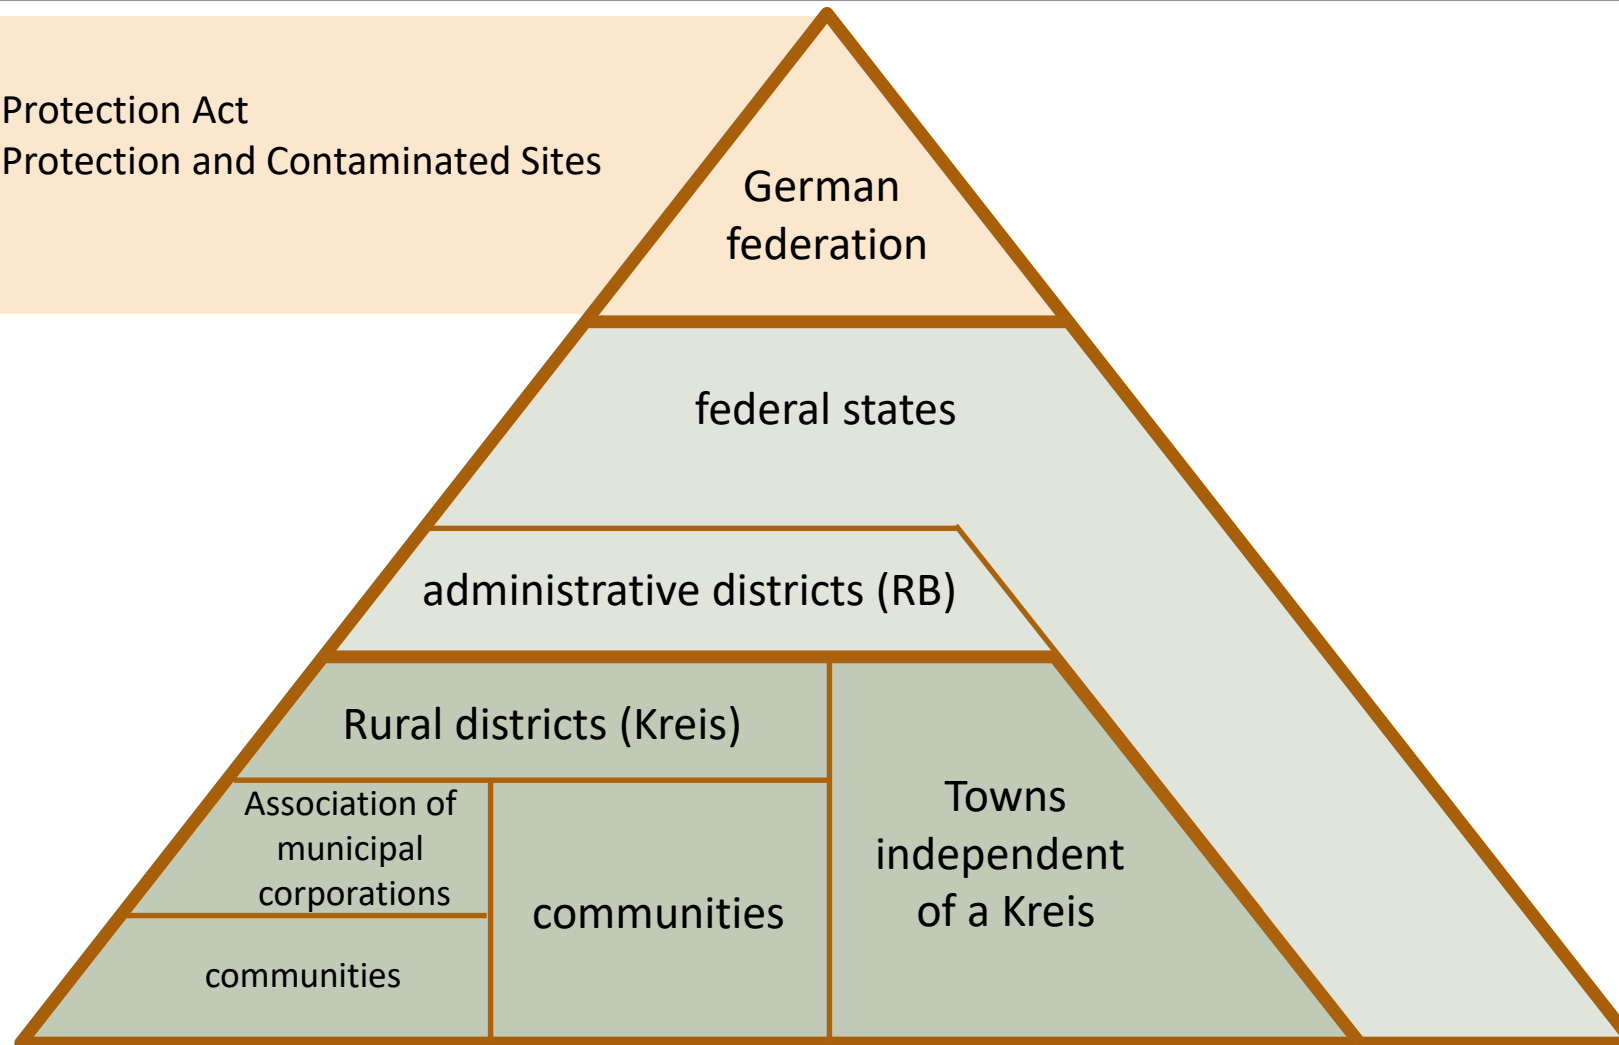 Protection Act
Protection and Contaminated Sites
German
federation
federal states
administrative districts (RB)
Rural districts (Kreis)
Association of
municipal
corporations
communities
communities
Towns
independent
of a Kreis